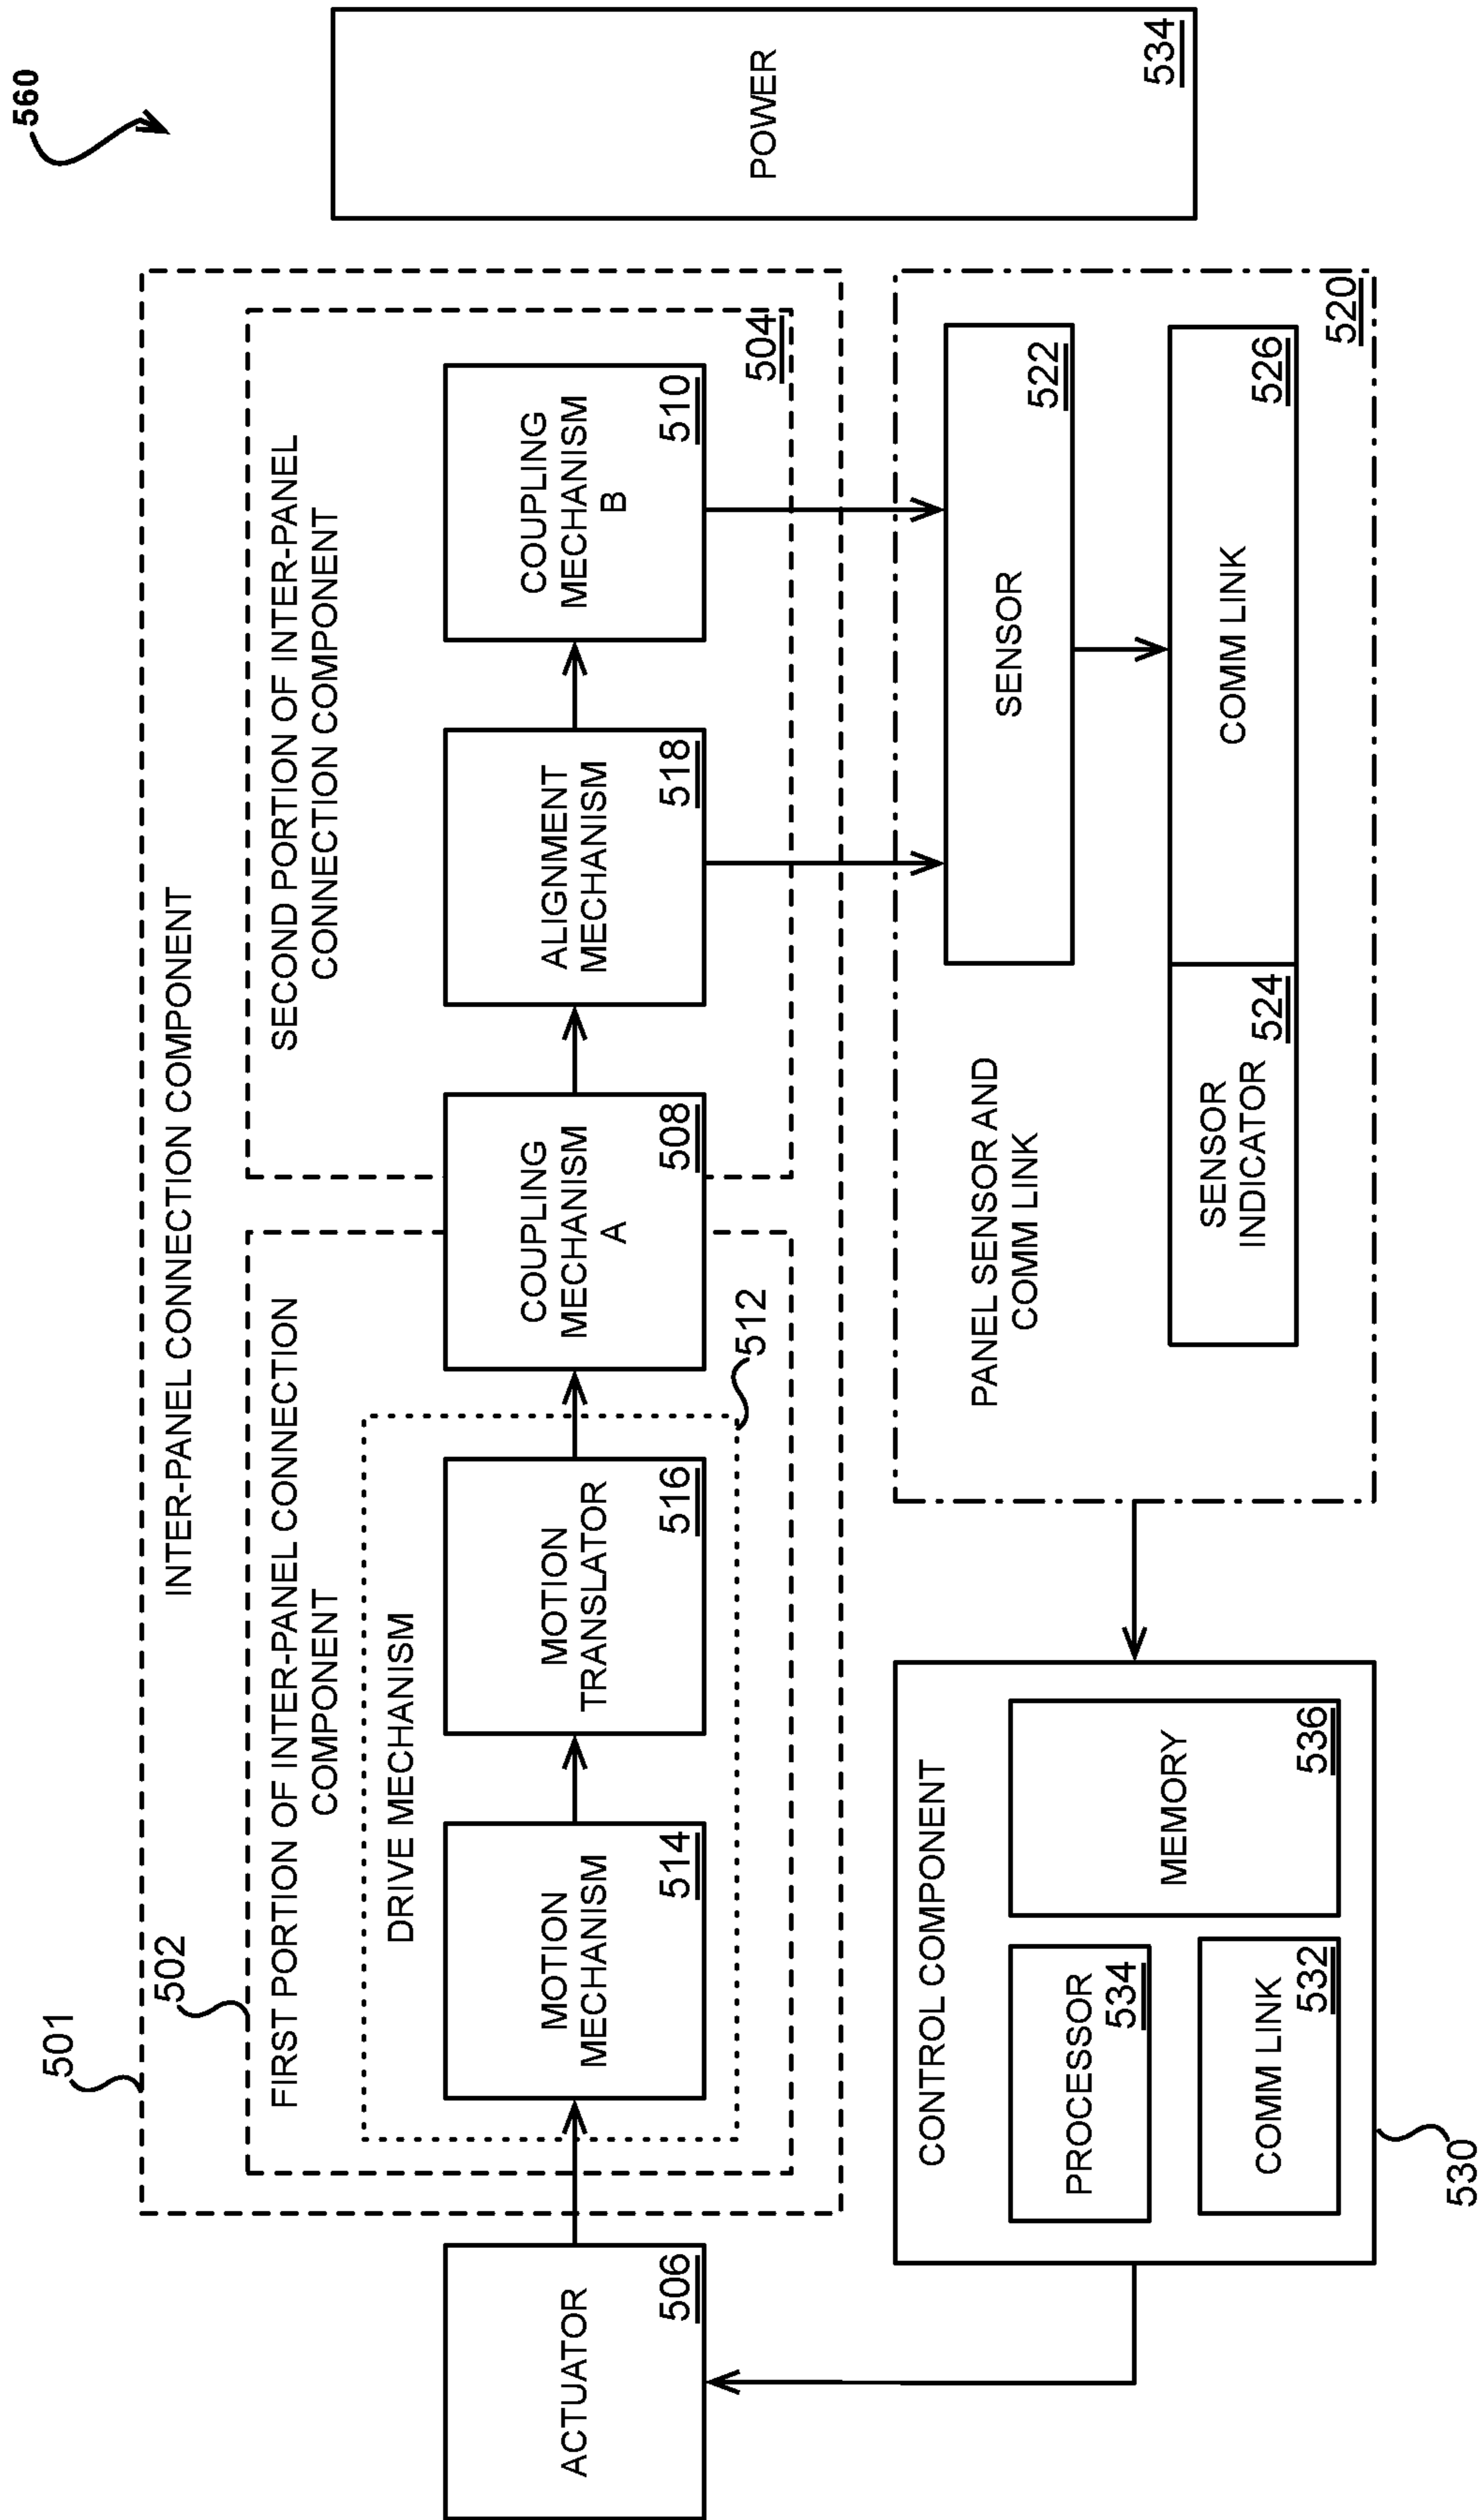 560
501
INTER-PANEL CONNECTION COMPONENT
502
FIRST PORTION OF INTER-PANEL CONNECTION
COMPONENT
SECOND PORTION OF INTER-PANEL
CONNECTION COMPONENT
DRIVE MECHANISM
ACTUATOR
506
MOTION
MECHANISM
514
MOTION
TRANSLATOR
516
COUPLING
MECHANISM
A
508
ALIGNMENT
MECHANISM
518
COUPLING
MECHANISM
B
510
504
512
POWER
534
CONTROL COMPONENT
PROCESSOR
534
COMM LINK
532
MEMORY
536
530
PANEL SENSOR AND
COMM LINK
SENSOR
522
SENSOR
INDICATOR
524
COMM LINK
526
520